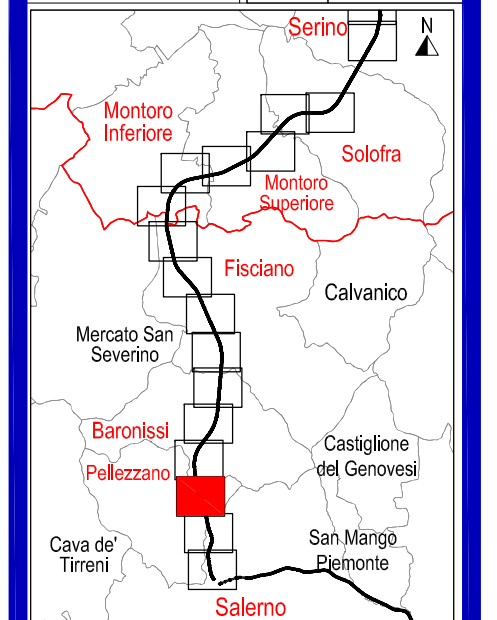 Serino
N
Montoro
Inferiore
Solofra
Montoro
Superiore
Fisciano
Calvanico
Mercato San
Severino
Baronissi
Castiglione
del Genovesi
Pellezzano
San Mango
Piemonte
Cava de'
Tirreni
Salerno